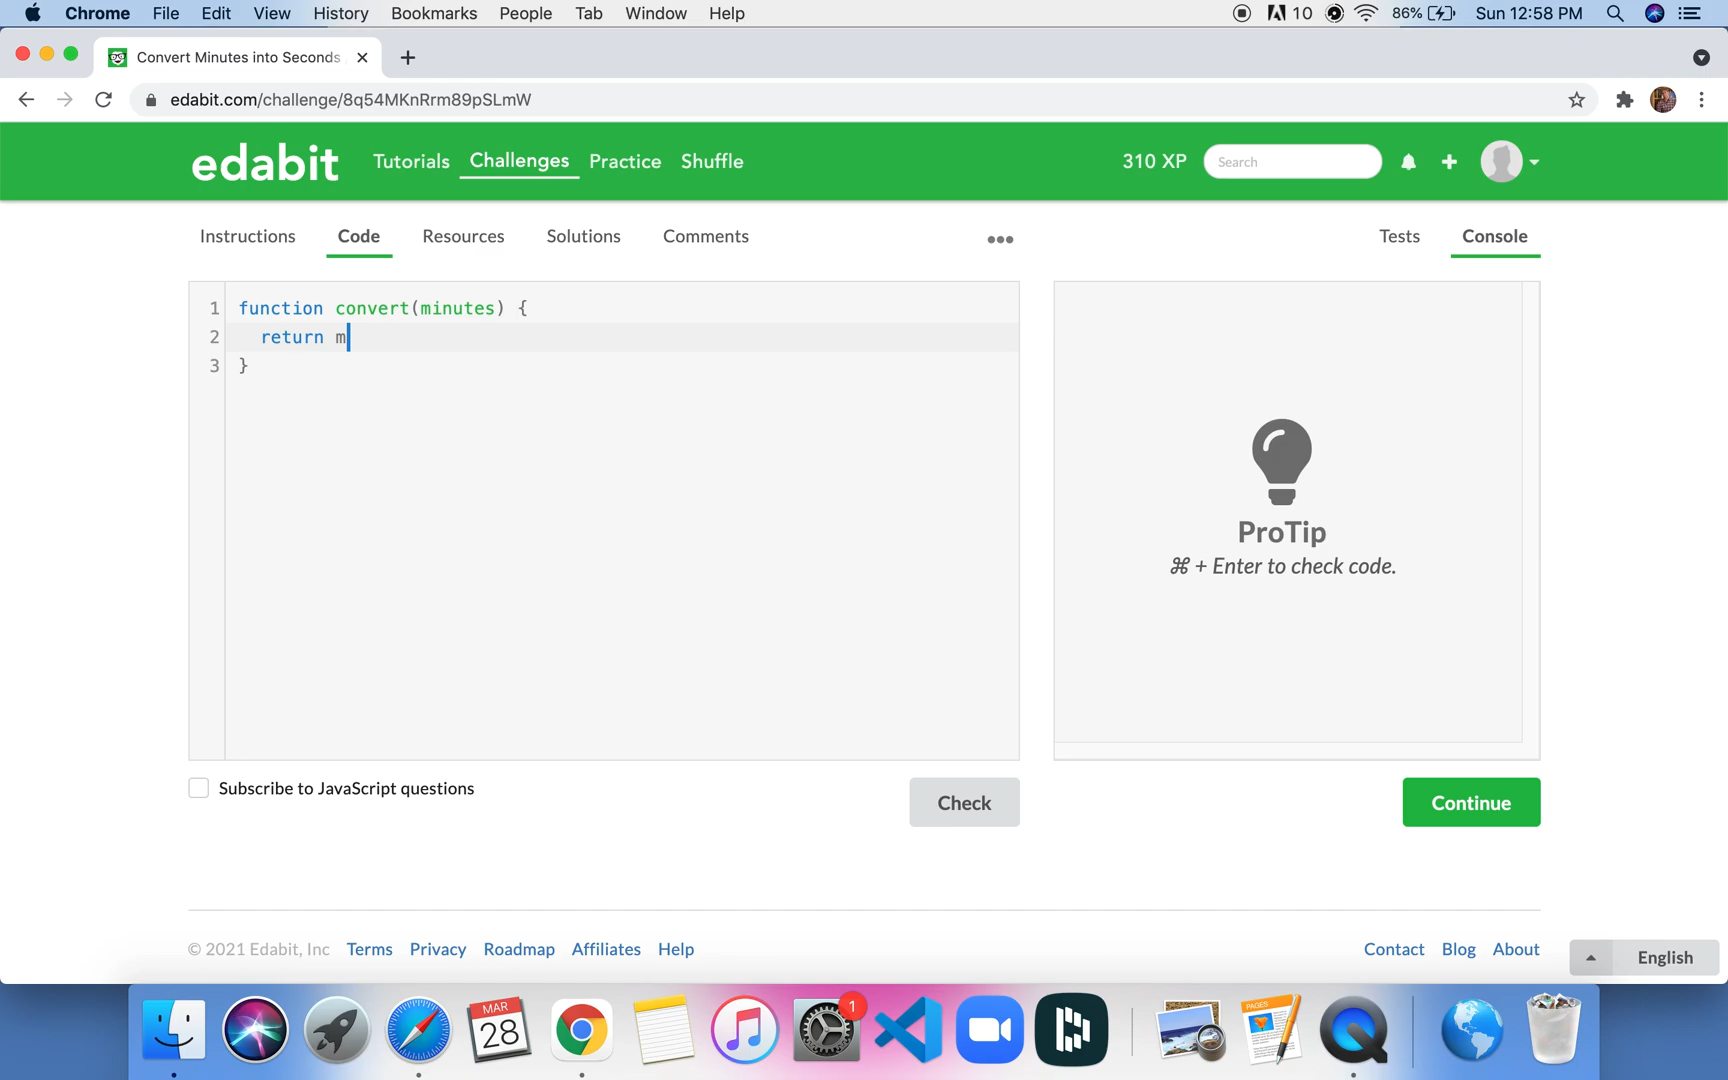 Chrome File Edit View History Bookmarks People Tab Window Help 10 86% Sun 12:58 PM
Convert Minutes into Seconds
edabit.com/challenge/8q54MKnRrm89pSLmW
edabit Tutorials Challenges Practice Shuffle 310 XP Search
Instructions Code Resources Solutions Comments Tests Console
1 function convert(minutes) {
2 return m
3 }
ProTip
⌘ + Enter to check code.
Subscribe to JavaScript questions Check Continue
© 2021 Edabit, Inc Terms Privacy Roadmap Affiliates Help Contact Blog About
English
MAR
28
1
PAGES